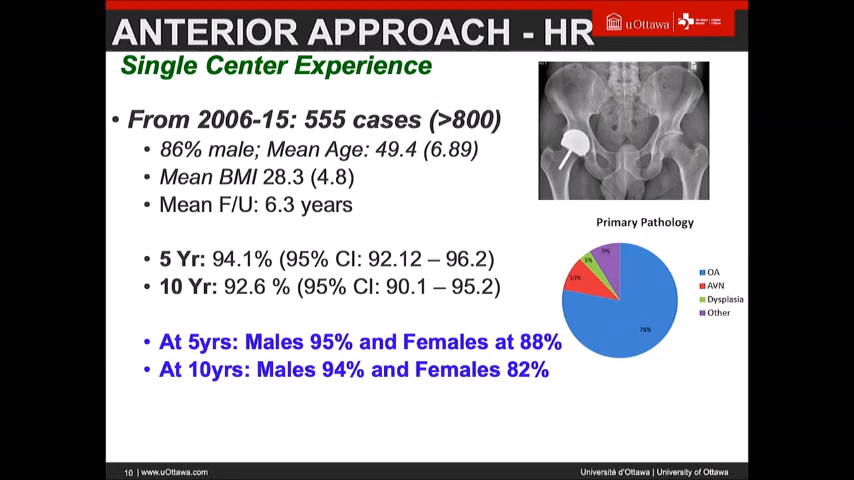 ANTERIOR APPROACH - HR
uOttawa
Single Center Experience
• From 2006-15: 555 cases (>800)
• 86% male; Mean Age: 49.4 (6.89)
• Mean BMI 28.3 (4.8)
• Mean F/U: 6.3 years
• 5 Yr: 94.1% (95% CI: 92.12 – 96.2)
• 10 Yr: 92.6 % (95% CI: 90.1 – 95.2)
• At 5yrs: Males 95% and Females at 88%
• At 10yrs: Males 94% and Females 82%
Primary Pathology
9%
3%
10%
78%
OA
AVN
Dysplasia
Other
10 | www.uOttawa.com
Université d'Ottawa | University of Ottawa